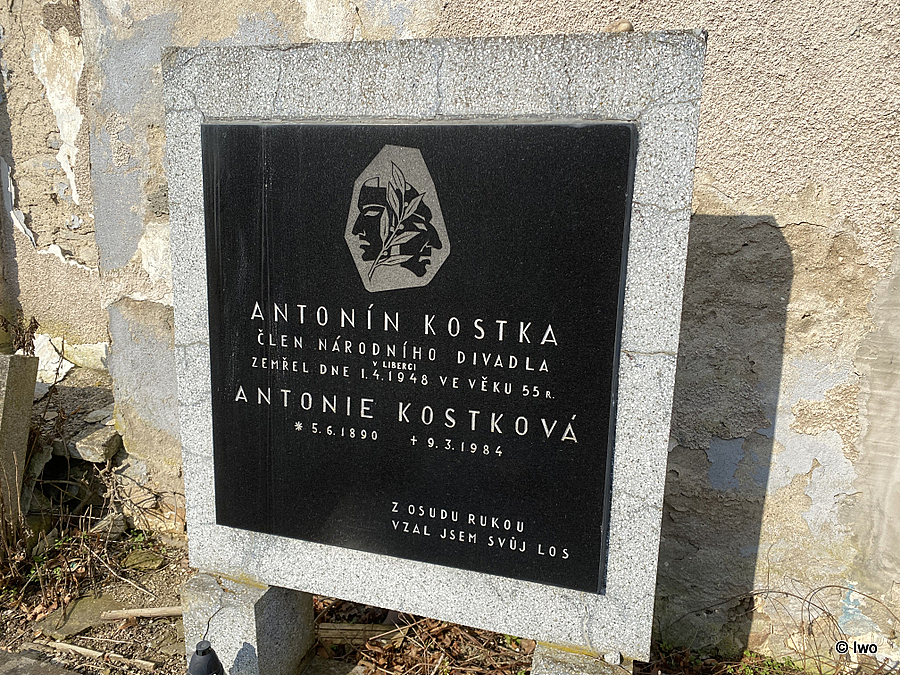 ANTONÍN KOSTKA
ČLEN NÁRODNÍHO DIVADLA
V LIBERCI
ZEMŘEL DNE 1.4.1948 VE VĚKU 55 R.
ANTONIE KOSTKOVÁ
* 5.6.1890 + 9.3.1984
Z OSUDU RUKOU
VZAL JSEM SVŮJ LOS
© Iwo